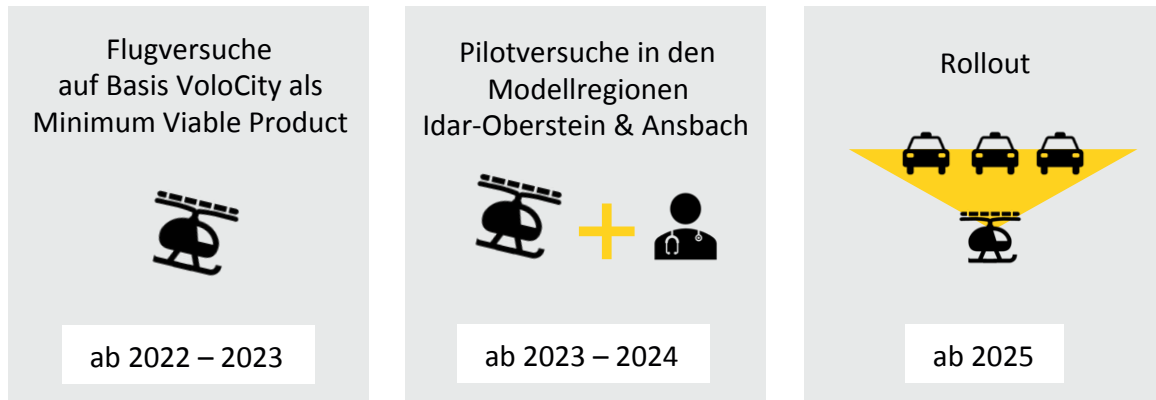 Flugversuche
auf Basis VoloCity als
Minimum Viable Product
ab 2022 – 2023
Pilotversuche in den
Modellregionen
Idar-Oberstein & Ansbach
ab 2023 – 2024
Rollout
ab 2025